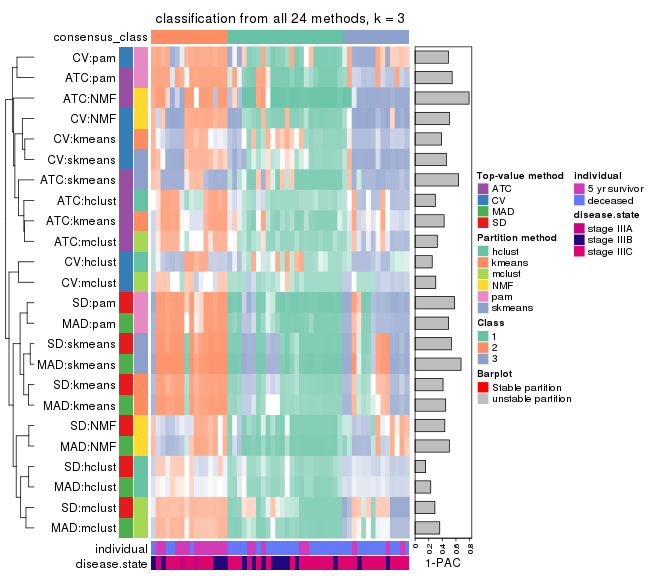 classification from all 24 methods, k = 3
consensus_class
CV:pam
ATC:pam
ATC:NMF
CV:NMF
CV:kmeans
CV:skmeans
ATC:skmeans
ATC:hclust
ATC:kmeans
ATC:mclust
CV:hclust
CV:mclust
SD:pam
MAD:pam
SD:skmeans
MAD:skmeans
SD:kmeans
MAD:kmeans
SD:NMF
MAD:NMF
SD:hclust
MAD:hclust
SD:mclust
MAD:mclust
individual
disease.state
0 0.2 0.4 0.6 0.8
1-PAC
Top-value method
ATC
CV
MAD
SD
Partition method
hclust
kmeans
mclust
NMF
pam
skmeans
Class
1
2
3
Barplot
Stable partition
unstable partition
individual
5 yr survivor
deceased
disease.state
stage IIIA
stage IIIB
stage IIIC